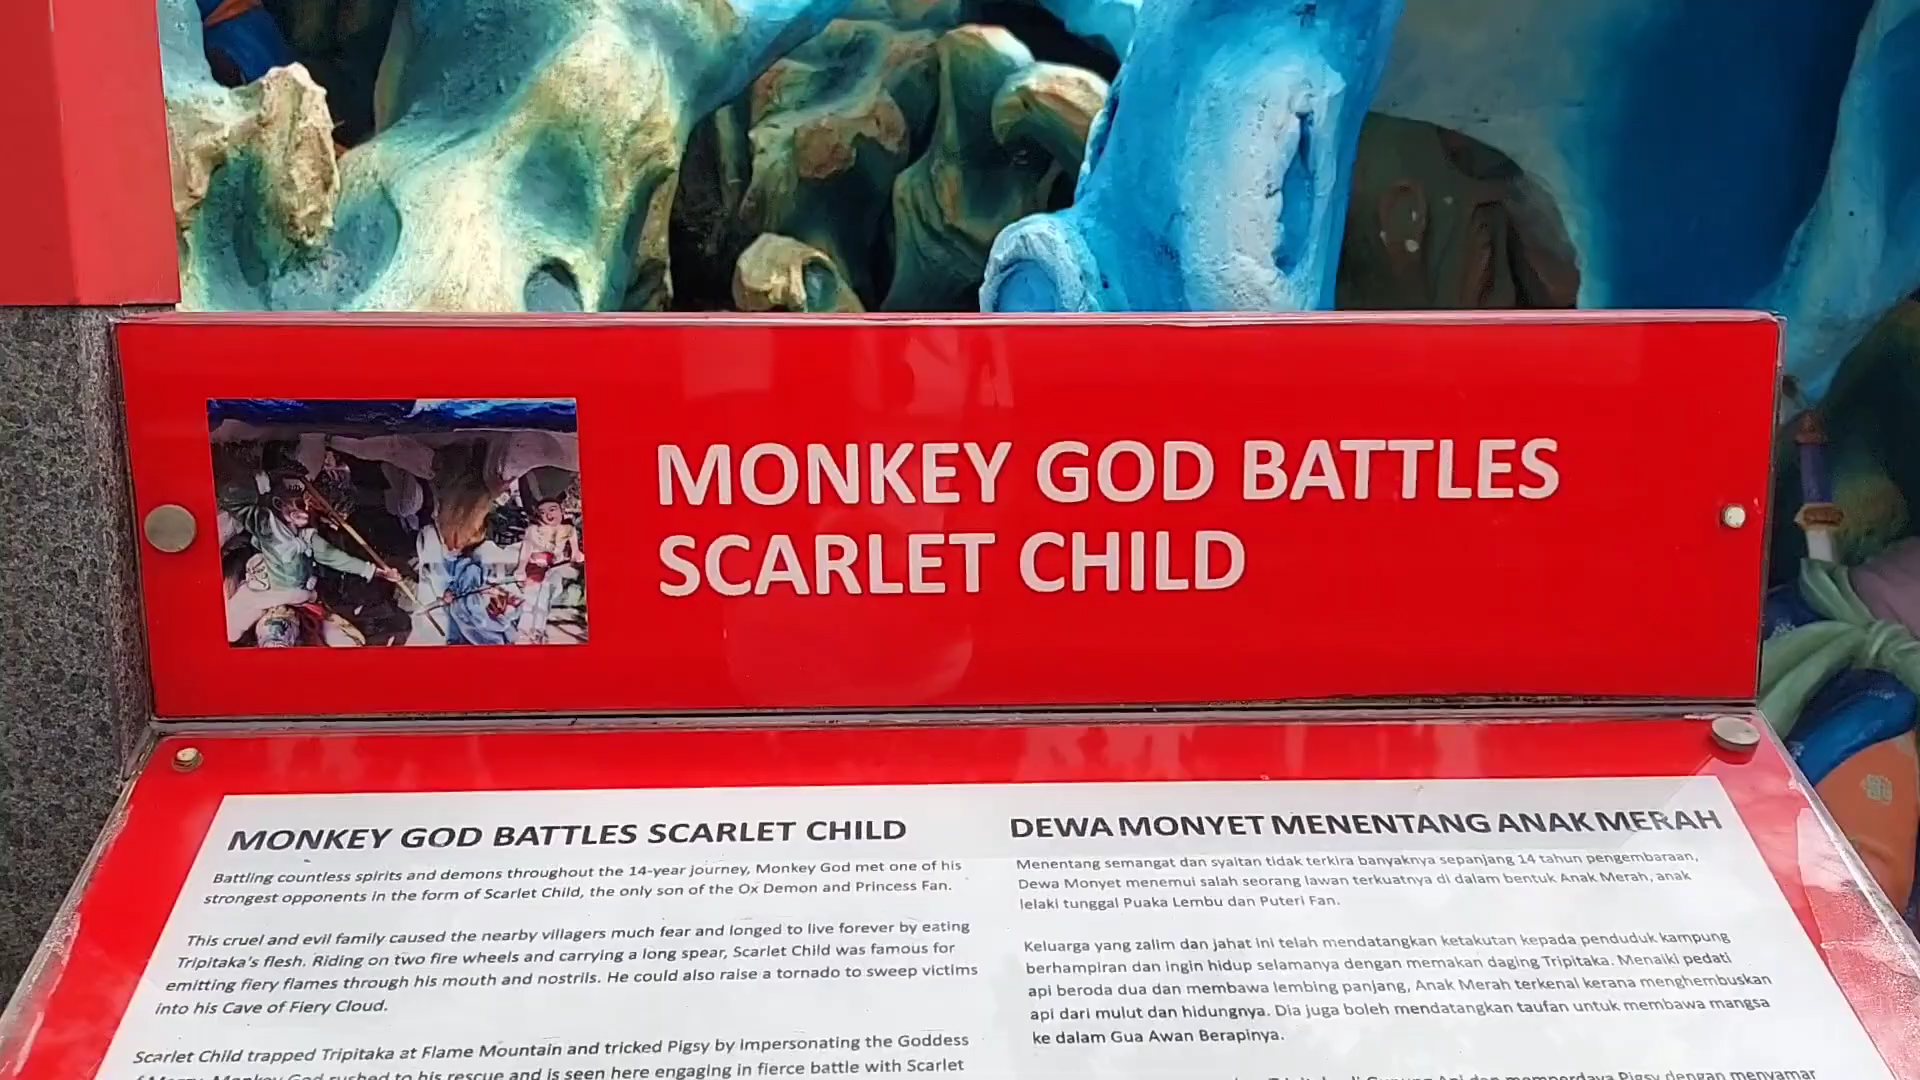 MONKEY GOD BATTLES
SCARLET CHILD
MONKEY GOD BATTLES SCARLET CHILD
Battling countless spirits and demons throughout the 14-year journey, Monkey God met one of his
strongest opponents in the form of Scarlet Child, the only son of the Ox Demon and Princess Fan.
This cruel and evil family caused the nearby villagers much fear and longed to live forever by eating
Tripitaka's flesh. Riding on two fire wheels and carrying a long spear, Scarlet Child was famous for
emitting fiery flames through his mouth and nostrils. He could also raise a tornado to sweep victims
into his Cave of Fiery Cloud.
Scarlet Child trapped Tripitaka at Flame Mountain and tricked Pigsy by impersonating the Goddess
of Mercy. Monkey God rushed to his rescue and is seen here engaging in fierce battle with Scarlet
DEWA MONYET MENENTANG ANAK MERAH
Menentang semangat dan syaitan tidak terkira banyaknya sepanjang 14 tahun pengembaraan,
Dewa Monyet menemui salah seorang lawan terkuatnya di dalam bentuk Anak Merah, anak
lelaki tunggal Puaka Lembu dan Puteri Fan.
Keluarga yang zalim dan jahat ini telah mendatangkan ketakutan kepada penduduk kampung
berhampiran dan ingin hidup selamanya dengan memakan daging Tripitaka. Menaiki pedati
api beroda dua dan membawa lembing panjang, Anak Merah terkenal kerana menghembuskan
api dari mulut dan hidungnya. Dia juga boleh mendatangkan taufan untuk membawa mangsa
ke dalam Gua Awan Berapinya.
Tripitaka di Gunung Api dan memperdaya Pigsy dengan menyamar